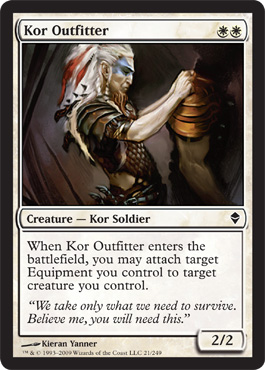 Kor Outfitter
Creature — Kor Soldier
When Kor Outfitter enters the
battlefield, you may attach target
Equipment you control to target
creature you control.
“We take only what we need to survive.
Believe me, you will need this.”
Kieran Yanner
2/2
™ & © 1993–2009 Wizards of the Coast LLC 21/249